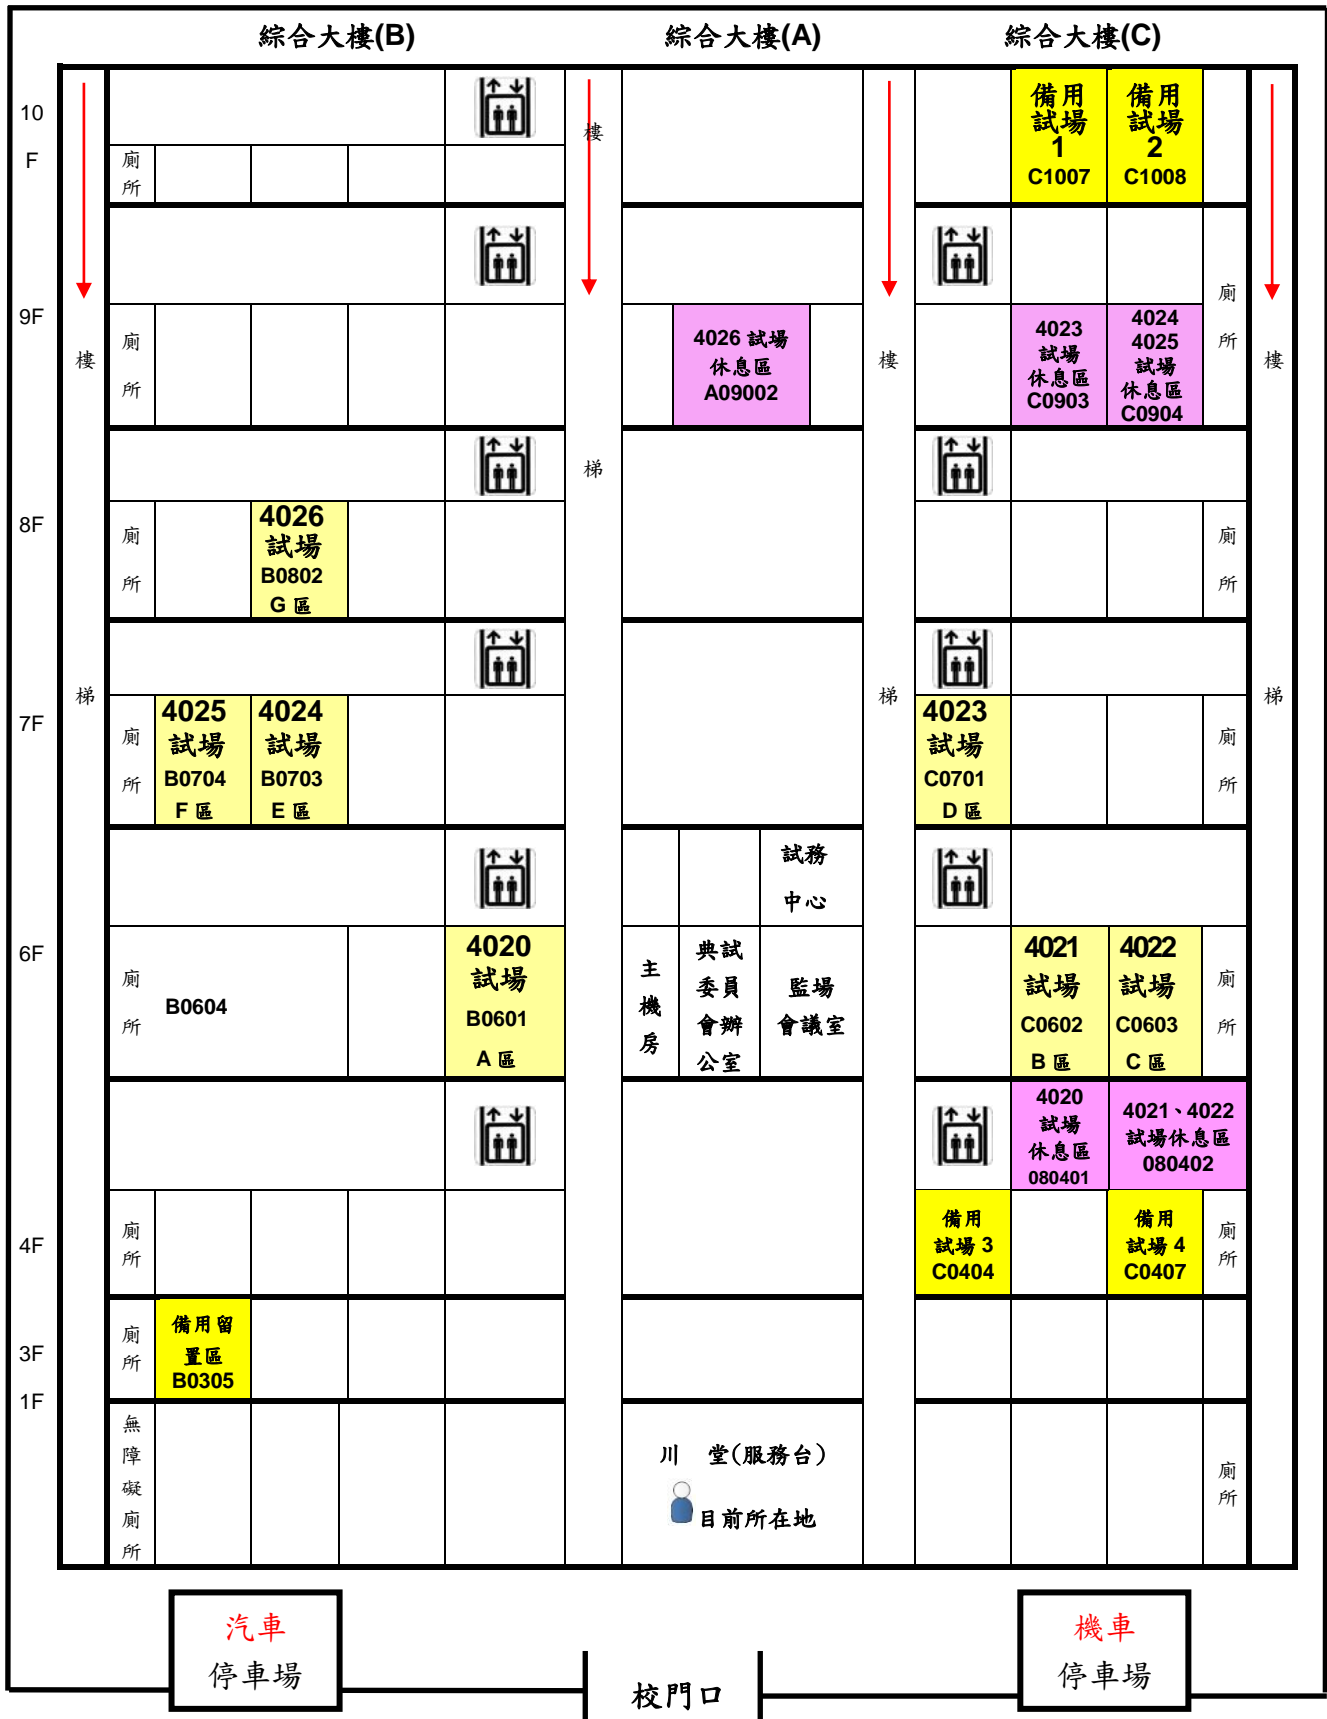 綜合大樓(B)
綜合大樓(A)
綜合大樓(C)
10
F
樓
備用
試場
1
C1007
備用
試場
2
C1008
廁
所
9F
樓
廁
所
4026 試場
休息區
A09002
樓
4023
試場
休息區
C0903
4024
4025
試場
休息區
C0904
廁
所
樓
梯
8F
廁
所
4026
試場
B0802
G 區
廁
所
梯
梯
梯
7F
廁
所
4025
試場
B0704
F 區
4024
試場
B0703
E 區
4023
試場
C0701
D 區
廁
所
試務
中心
6F
廁
所
B0604
4020
試場
B0601
A 區
主
機
房
典試
委員
會辦
公室
監場
會議室
4021
試場
C0602
B 區
4022
試場
C0603
C 區
廁
所
4020
試場
休息區
080401
4021、4022
試場休息區
080402
4F
廁
所
備用
試場 3
C0404
備用
試場 4
C0407
廁
所
3F
廁
所
備用留
置區
B0305
1F
無
障
礙
廁
所
川 堂(服務台)
目前所在地
廁
所
汽車
停車場
校門口
機車
停車場